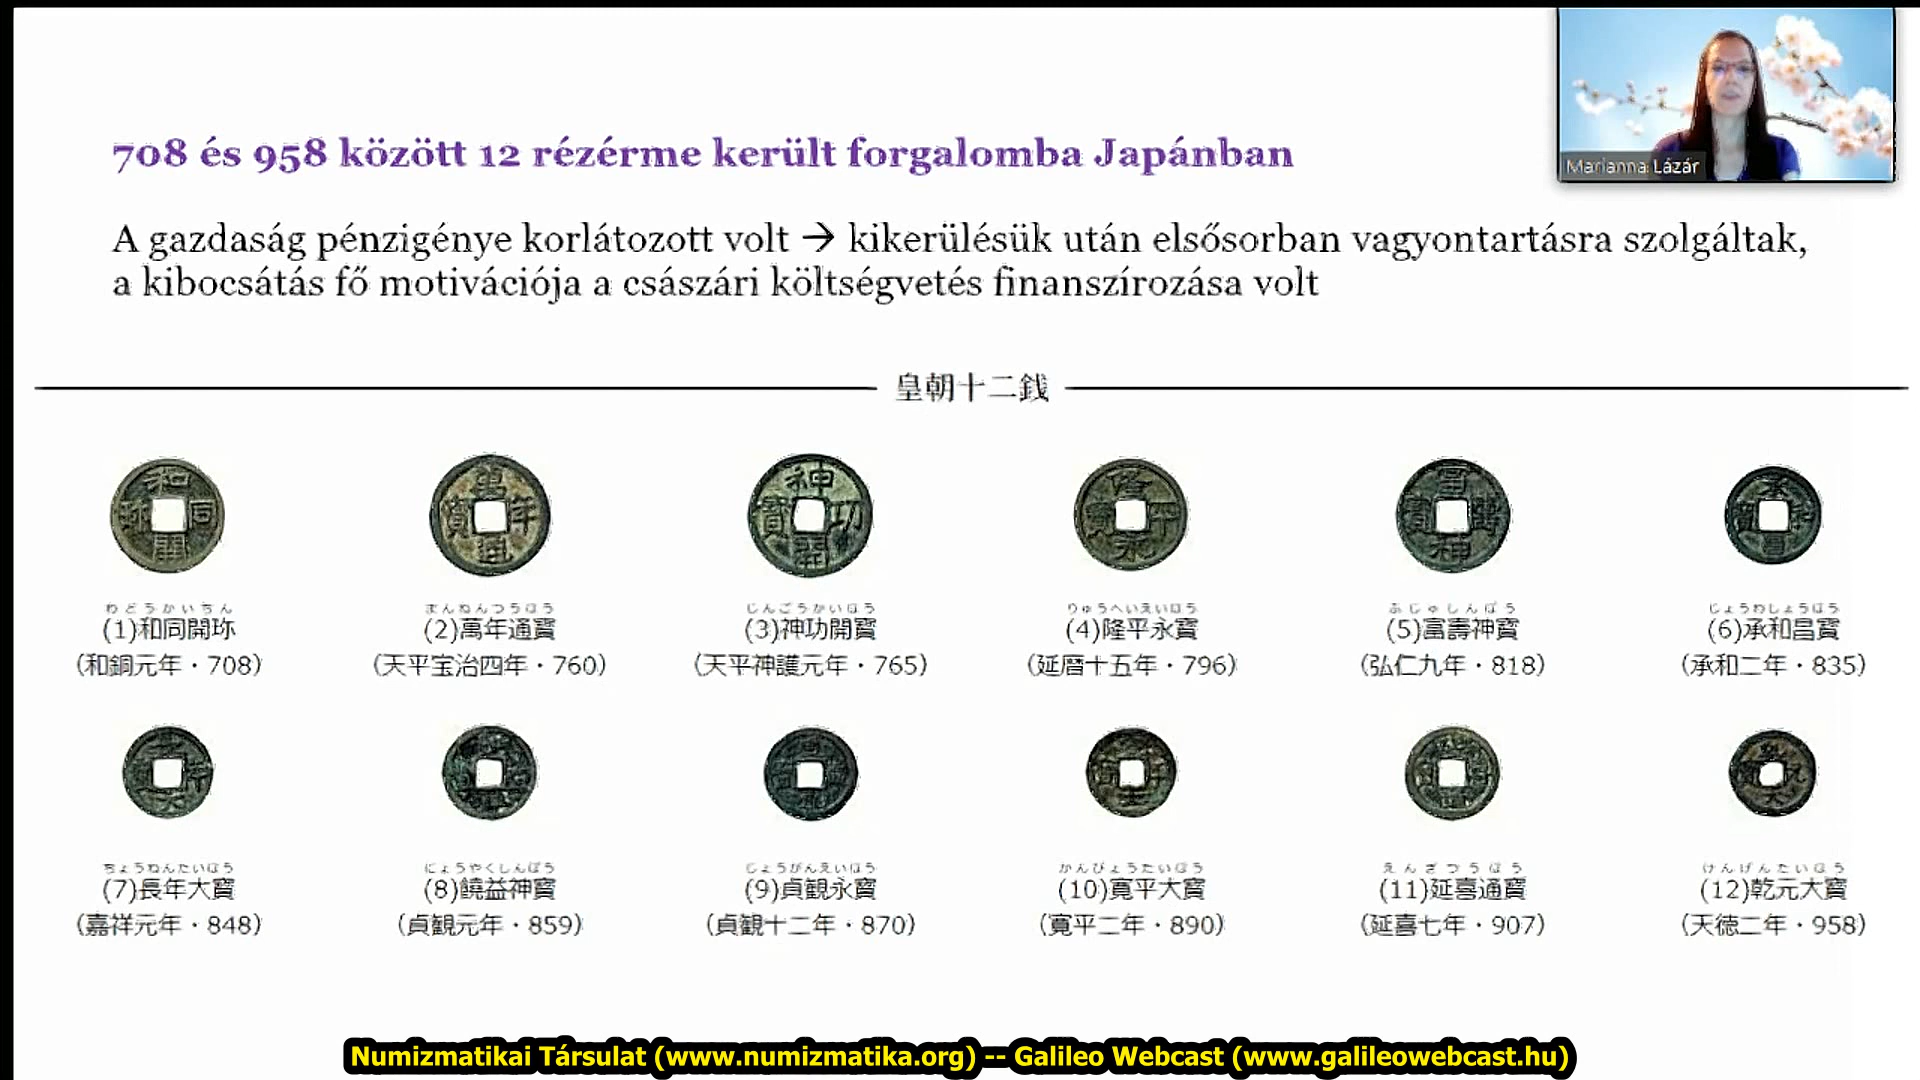 708 és 958 között 12 rézérme került forgalomba Japánban
Marianna Lázár
A gazdaság pénzigénye korlátozott volt → kikerülésük után elsősorban vagyontartásra szolgáltak,
a kibocsátás fő motivációja a császári költségvetés finanszírozása volt
皇朝十二銭
わどうかいちん
(1)和同開珎
(和銅元年・708)
まんねんつうほう
(2)萬年通寳
(天平宝治四年・760)
じんごうかいほう
(3)神功開寳
(天平神護元年・765)
りゅうへいえいほう
(4)隆平永寳
(延暦十五年・796)
ふじゅしんぽう
(5)富壽神寳
(弘仁九年・818)
じょうわしょうほう
(6)承和昌寳
(承和二年・835)
ちょうねんたいほう
(7)長年大寳
(嘉祥元年・848)
にょうやくしんぽう
(8)饒益神寳
(貞観元年・859)
じょうがんえいほう
(9)貞観永寳
(貞観十二年・870)
かんぴょうたいほう
(10)寛平大寳
(寛平二年・890)
えんぎつうほう
(11)延喜通寳
(延喜七年・907)
けんげんたいほう
(12)乾元大寳
(天徳二年・958)
Numizmatikai Társulat (www.numizmatika.org) -- Galileo Webcast (www.galileowebcast.hu)